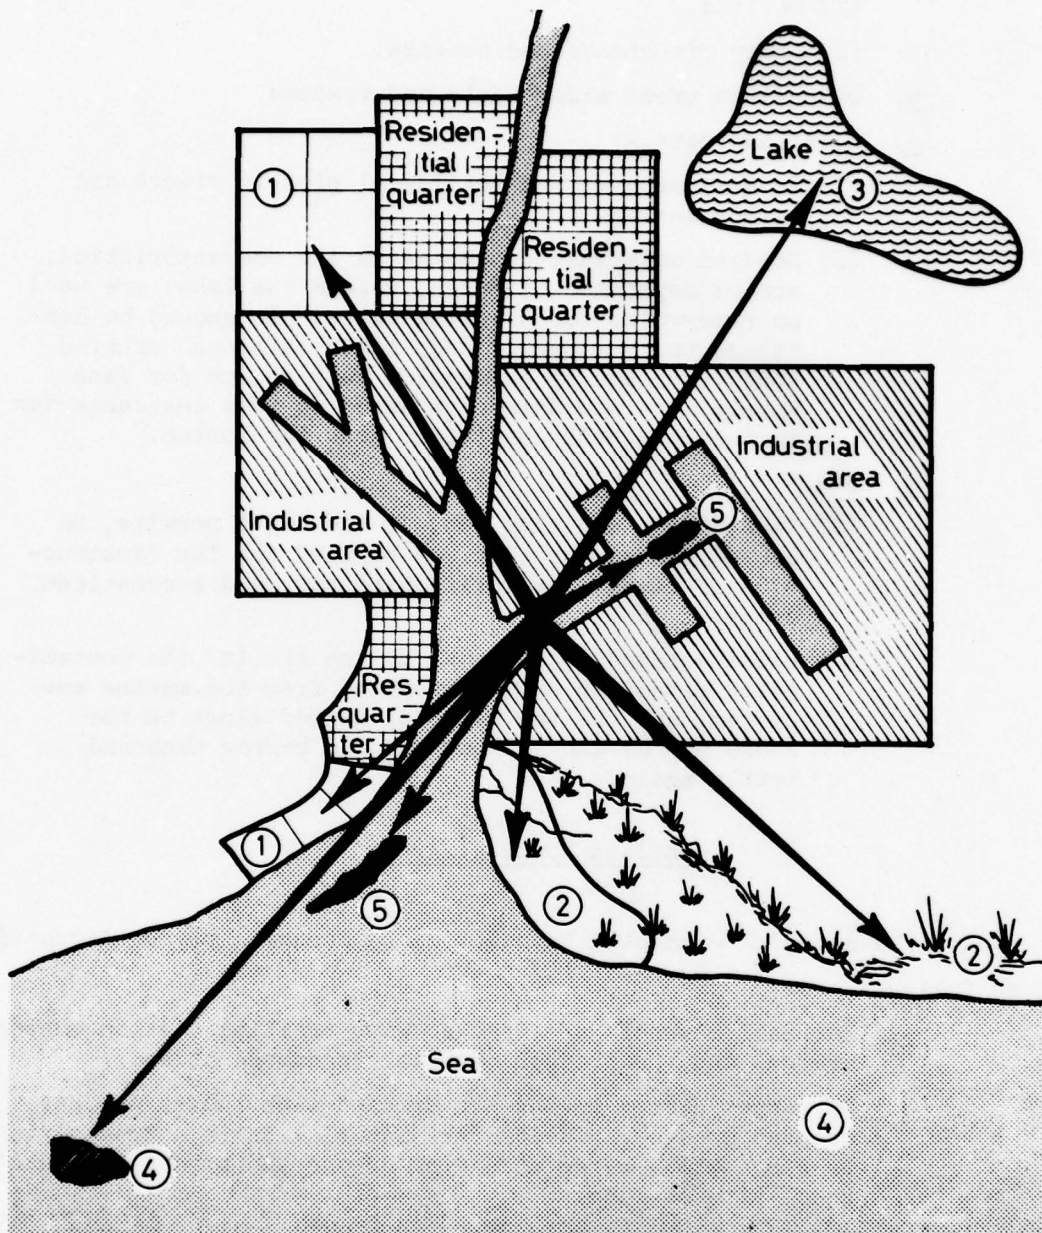 Residen-
tial
quarter
Lake
1
3
Residen-
tial
quarter
Industrial
area
5
Industrial
area
Res.
quar-
ter
1
5
2
2
Sea
4
4